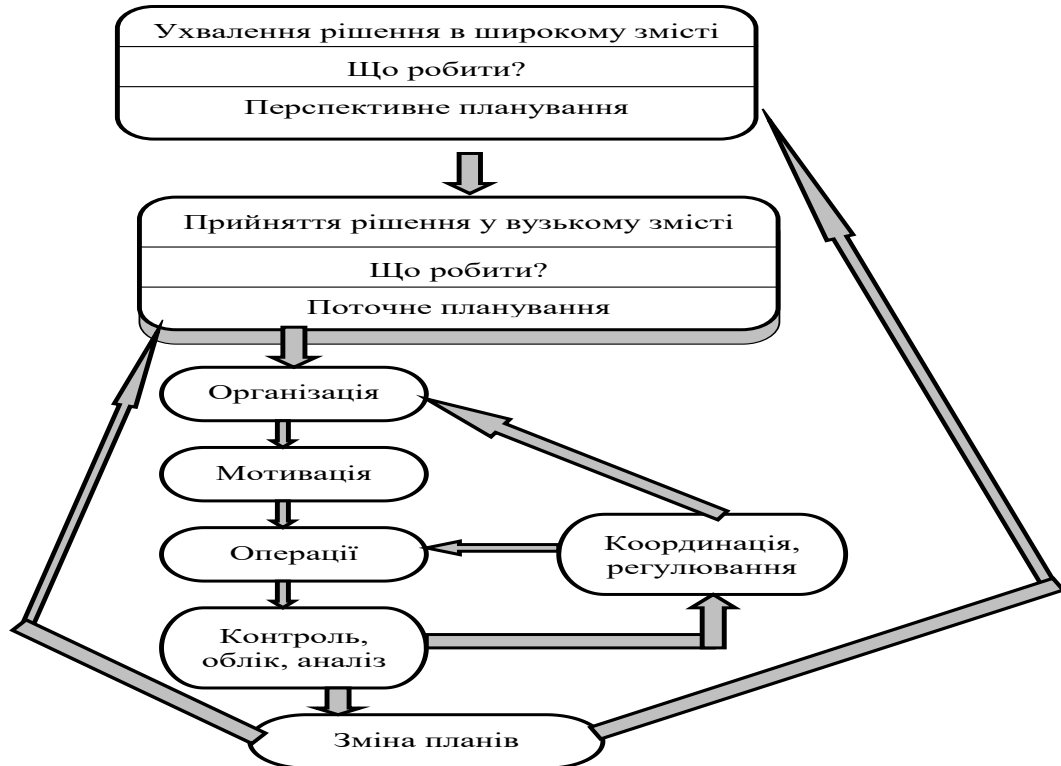 Ухвалення рішення в широкому змісті
Що робити?
Перспективне планування
Прийняття рішення у вузькому змісті
Що робити?
Поточне планування
Організація
Мотивація
Операції
Координація,
регулювання
Контроль,
облік, аналіз
Зміна планів